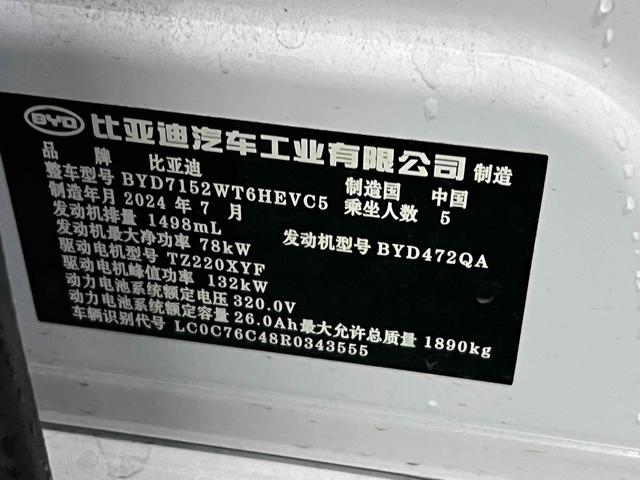 BYD 比亚迪汽车工业有限公司 制造
品牌 比亚迪 制造国 中国
整车型号 BYD7152WT6HEVC5 乘坐人数 5
制造年月 2024 年 7 月
发动机排量 1498mL 发动机型号 BYD472QA
发动机最大净功率 78kW
驱动电机型号 TZ220XYF
驱动电机峰值功率 132kW
动力电池系统额定电压 320.0V
动力电池系统额定容量 26.0Ah 最大允许总质量 1890kg
车辆识别代号 LC0C76C48R0343555